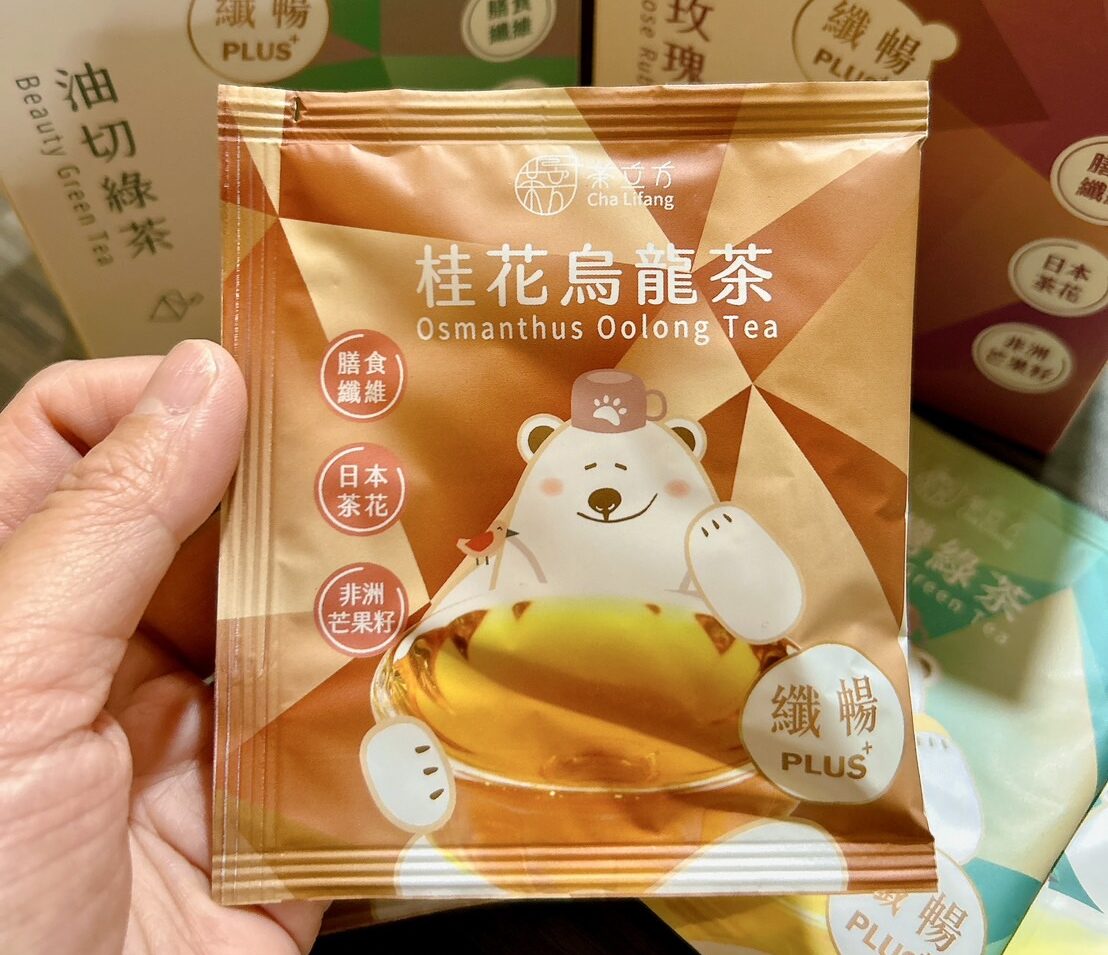 纖暢
PLUS+
膳食
纖維
油切綠茶
Beauty Green Tea
玫瑰
纖暢
PLUS
膳
纖
日本
茶花
非洲
芒果籽
茶立方
Cha Lifang
桂花烏龍茶
Osmanthus Oolong Tea
膳食
纖維
日本
茶花
非洲
芒果籽
纖暢
PLUS+
綠茶
Green Tea
暢
PLUS